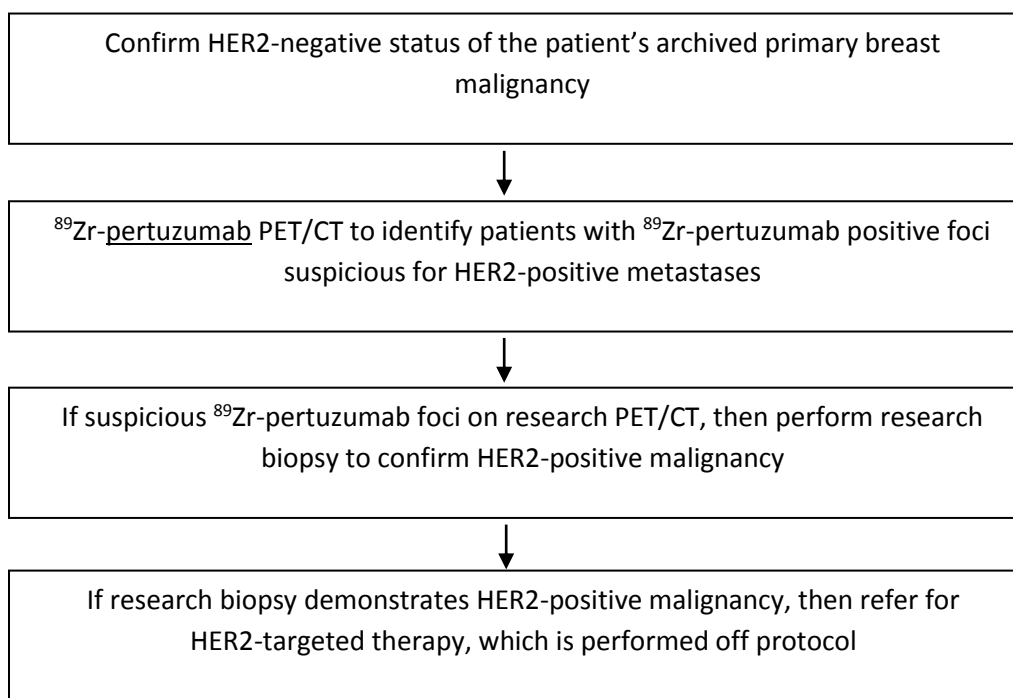 Confirm HER2-negative status of the patient’s archived primary breast
malignancy
⁸⁹Zr-pertuzumab PET/CT to identify patients with ⁸⁹Zr-pertuzumab positive foci
suspicious for HER2-positive metastases
If suspicious ⁸⁹Zr-pertuzumab foci on research PET/CT, then perform research
biopsy to confirm HER2-positive malignancy
If research biopsy demonstrates HER2-positive malignancy, then refer for
HER2-targeted therapy, which is performed off protocol